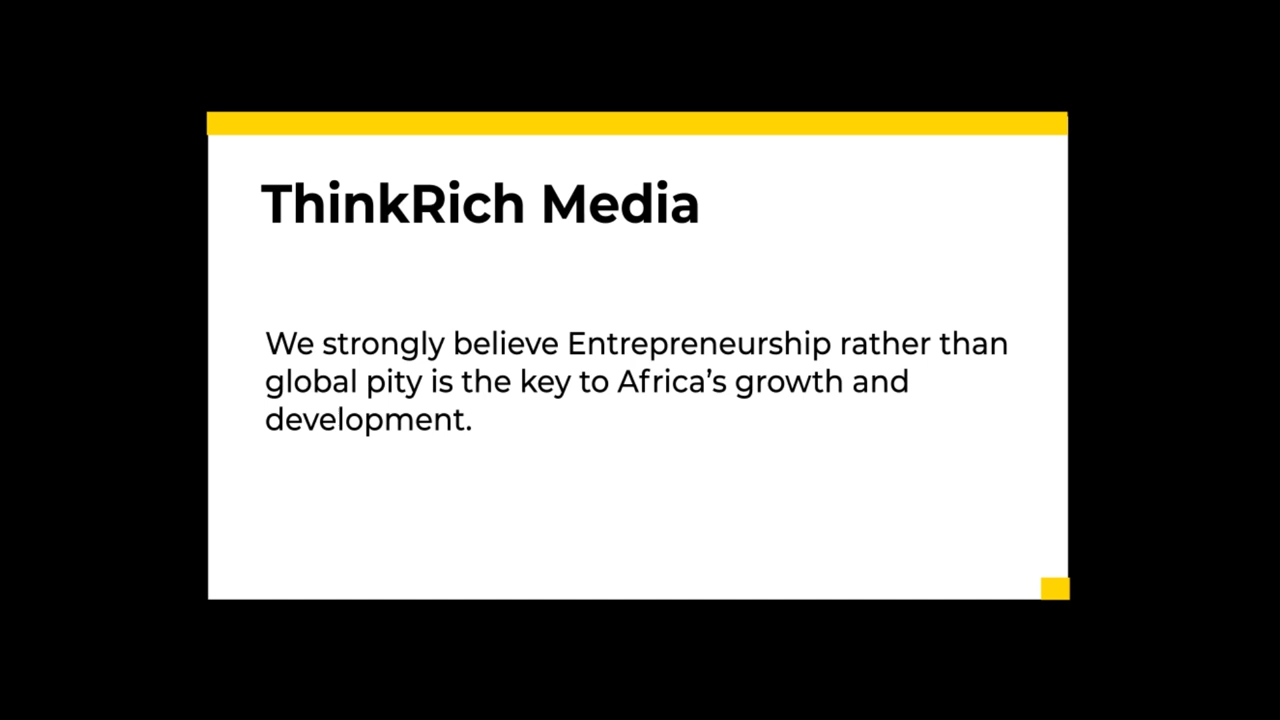 ThinkRich Media
We strongly believe Entrepreneurship rather than
global pity is the key to Africa’s growth and
development.